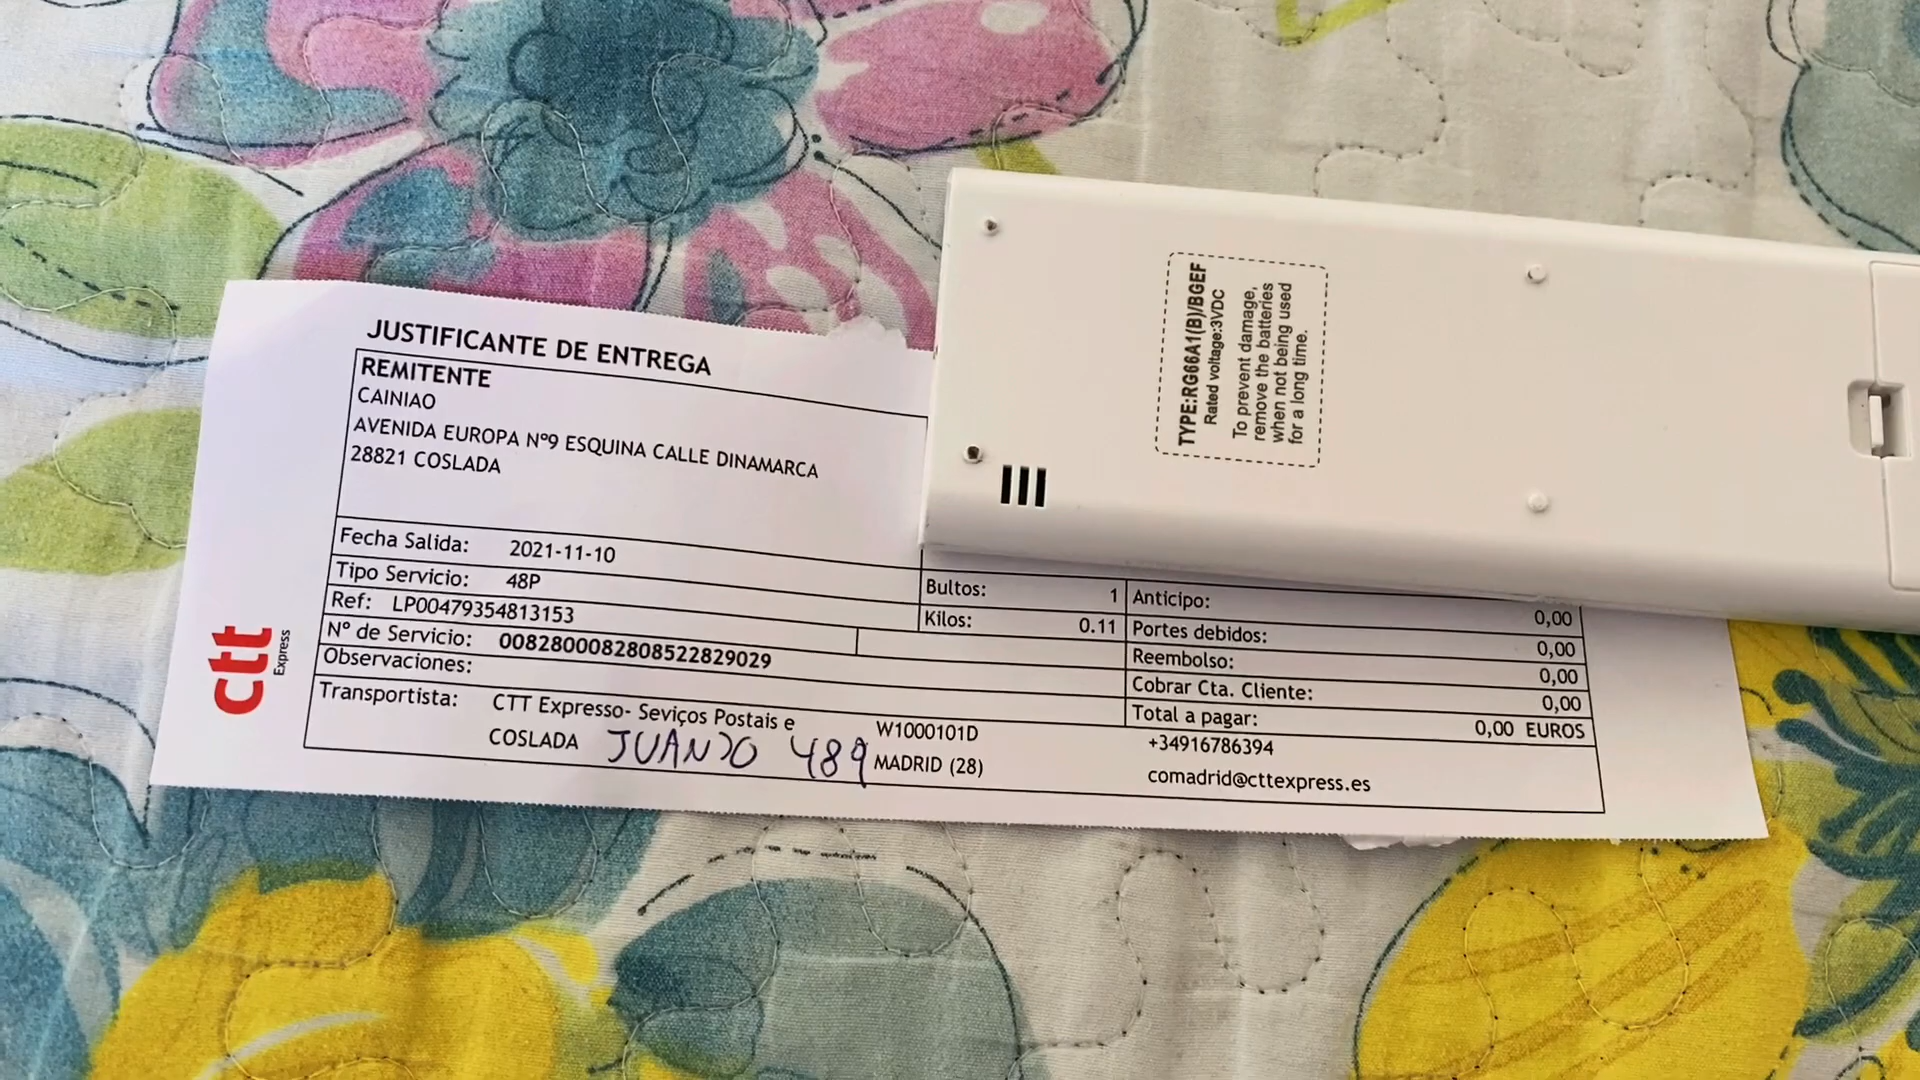 JUSTIFICANTE DE ENTREGA
REMITENTE
CAINIAO
AVENIDA EUROPA Nº9 ESQUINA CALLE DINAMARCA
28821 COSLADA
Fecha Salida: 2021-11-10
Tipo Servicio: 48P
Ref: LP00479354813153
Nº de Servicio: 0082800082808522829029
Observaciones:
Transportista: CTT Expresso- Seviços Postais e
COSLADA JUANJO 489
W1000101D
MADRID (28)
+34916786394
comadrid@cttexpress.es
Bultos: 1
Kilos: 0.11
Anticipo: 0,00
Portes debidos: 0,00
Reembolso: 0,00
Cobrar Cta. Cliente: 0,00
Total a pagar: 0,00 EUROS
ctt
Express
TYPE:RG66A1(B)/BGEF
Rated voltage:3VDC
To prevent damage,
remove the batteries
when not being used
for a long time.